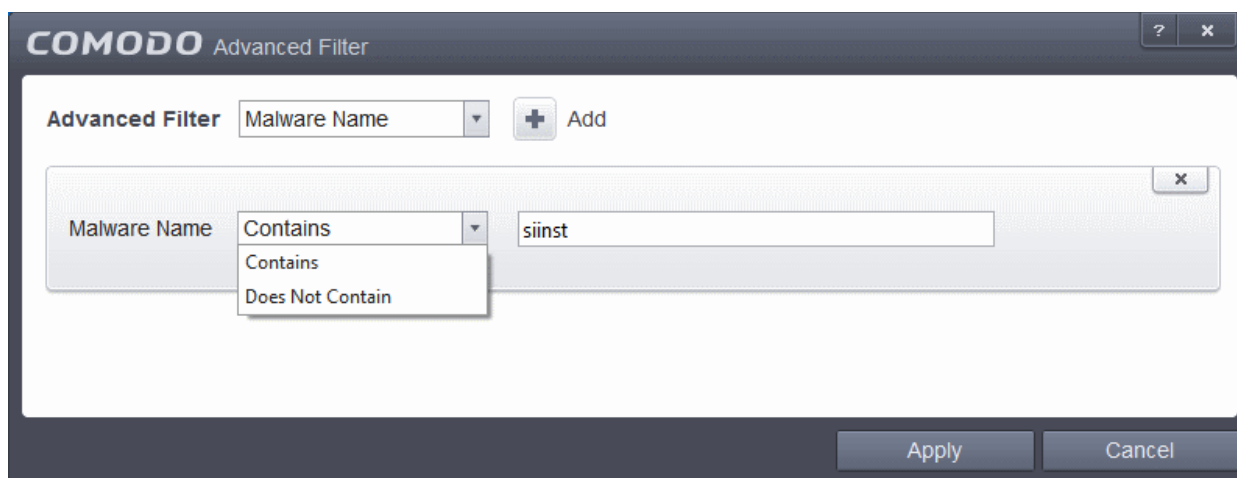 COMODO Advanced Filter ? ×
Advanced Filter Malware Name + Add
×
Malware Name Contains siinst
Contains
Does Not Contain
Apply Cancel